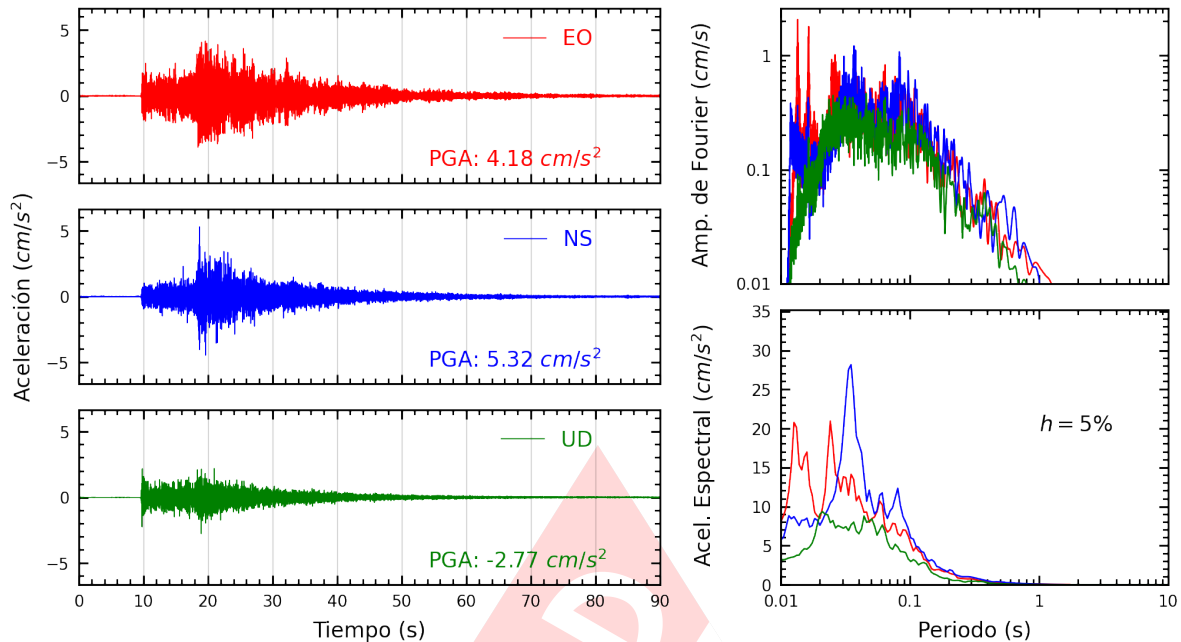 Aceleración (cm/s²)
5
0
−5
EO
PGA: 4.18 cm/s²
5
0
−5
NS
PGA: 5.32 cm/s²
5
0
−5
UD
PGA: -2.77 cm/s²
0 10 20 30 40 50 60 70 80 90
Tiempo (s)
Amp. de Fourier (cm/s)
1
0.1
0.01
Acel. Espectral (cm/s²)
35
30
25
20
15
10
5
0
h = 5%
0.01 0.1 1 10
Periodo (s)